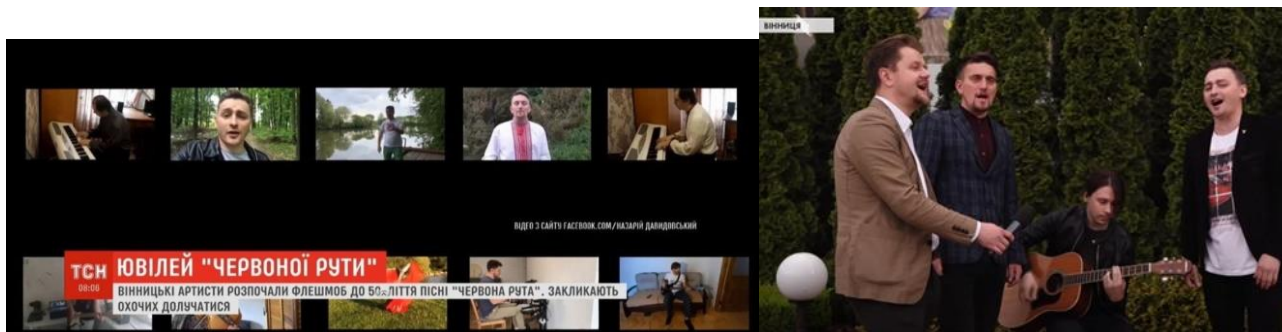 ВІННИЦЯ
ВІДЕО З САЙТУ FACEBOOK.COM/НАЗАРІЙ ДАВИДОВСЬКИЙ
ТСН
08:06
ЮВІЛЕЙ "ЧЕРВОНОЇ РУТИ"
ВІННИЦЬКІ АРТИСТИ РОЗПОЧАЛИ ФЛЕШМОБ ДО 50-ЛІТТЯ ПІСНІ "ЧЕРВОНА РУТА". ЗАКЛИКАЮТЬ
ОХОЧИХ ДОЛУЧАТИСЯ